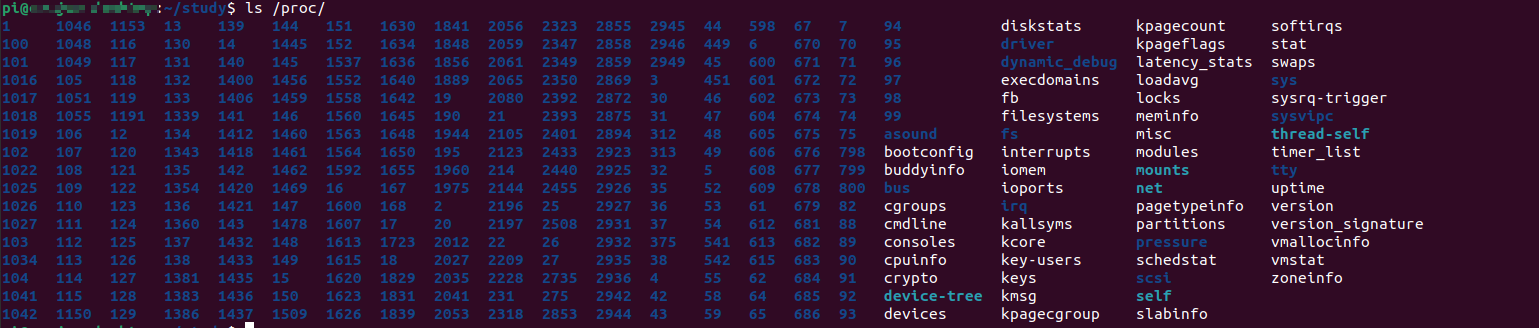 pi@ :~/study$ ls /proc/
1 1046 1153 13 139 144 151 1630 1841 2056 2323 2855 2945 44 598 67 7 94 diskstats kpagecount softirqs
100 1048 116 130 14 1445 152 1634 1848 2059 2347 2858 2946 449 6 670 70 95 driver kpageflags stat
101 1049 117 131 140 145 1537 1636 1856 2061 2349 2859 2949 45 600 671 71 96 dynamic_debug latency_stats swaps
1016 105 118 132 1400 1456 1552 1640 1889 2065 2350 2869 3 451 601 672 72 97 execdomains loadavg sys
1017 1051 119 133 1406 1459 1558 1642 19 2080 2392 2872 30 46 602 673 73 98 fb locks sysrq-trigger
1018 1055 1191 1339 141 146 1560 1645 190 21 2393 2875 31 47 604 674 74 99 filesystems meminfo sysvipc
1019 106 12 134 1412 1460 1563 1648 1944 2105 2401 2894 312 48 605 675 75 asound fs misc thread-self
102 107 120 1343 1418 1461 1564 1650 195 2123 2433 2923 313 49 606 676 798 bootconfig interrupts modules timer_list
1022 108 121 135 142 1462 1592 1655 1960 214 2440 2925 32 5 608 677 799 buddyinfo iomem mounts tty
1025 109 122 1354 1420 1469 16 167 1975 2144 2455 2926 35 52 609 678 800 bus ioports net uptime
1026 110 123 136 1421 147 1600 168 2 2196 25 2927 36 53 61 679 82 cgroups irq pagetypeinfo version
1027 111 124 1360 143 1478 1607 17 20 2197 2508 2931 37 54 612 681 88 cmdline kallsyms partitions version_signature
103 112 125 137 1432 148 1613 1723 2012 22 26 2932 375 541 613 682 89 consoles kcore pressure vmallocinfo
1034 113 126 138 1433 149 1615 18 2027 2209 27 2935 38 542 615 683 90 cpuinfo key-users schedstat vmstat
104 114 127 1381 1435 15 1620 1829 2035 2228 2735 2936 4 55 62 684 91 crypto keys scsi zoneinfo
1041 115 128 1383 1436 150 1623 1831 2041 231 275 2942 42 58 64 685 92 device-tree kmsg self
1042 1150 129 1386 1437 1509 1626 1839 2053 2318 2853 2944 43 59 65 686 93 devices kpagecgroup slabinfo